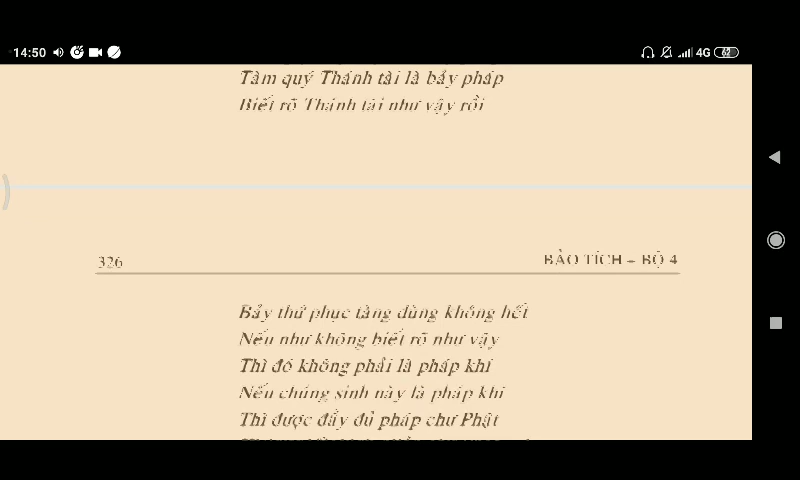 14:50
4G 62
Tàm quý Thánh tài là bảy pháp
Biết rõ Thánh tài như vậy rồi
326
BẢO TÍCH – BỘ 4
Bảy thứ phục tàng dùng không hết
Nếu như không biết rõ như vậy
Thì đó không phải là pháp khí
Nếu chúng sinh này là pháp khí
Thì được đầy đủ pháp chư Phật